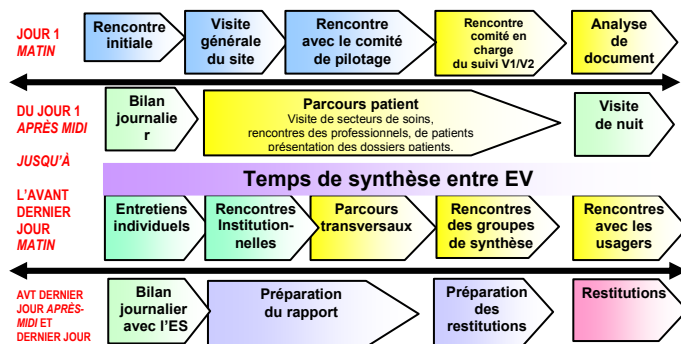 JOUR 1
MATIN
Rencontre
initiale
Visite
générale
du site
Rencontre
avec le comité
de pilotage
Rencontre
comité en
charge
du suivi V1/V2
Analyse
de
document
DU JOUR 1
APRÈS MIDI
JUSQU'À
L'AVANT
DERNIER
JOUR
MATIN
Bilan
journalie
r
Parcours patient
Visite de secteurs de soins,
rencontres des professionnels, de patients
présentation des dossiers patients.
Visite
de nuit
Temps de synthèse entre EV
Entretiens
individuels
Rencontres
Institution-
nelles
Parcours
transversaux
Rencontres
des groupes
de synthèse
Rencontres
avec les
usagers
AVT DERNIER
JOUR APRÈS-
MIDI ET
DERNIER JOUR
Bilan
journalier
avec l'ES
Préparation
du rapport
Préparation
des
restitutions
Restitutions